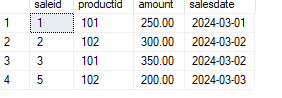 saleid productid amount salesdate
1 1 101 250.00 2024-03-01
2 2 102 300.00 2024-03-02
3 3 101 350.00 2024-03-02
4 5 102 200.00 2024-03-03